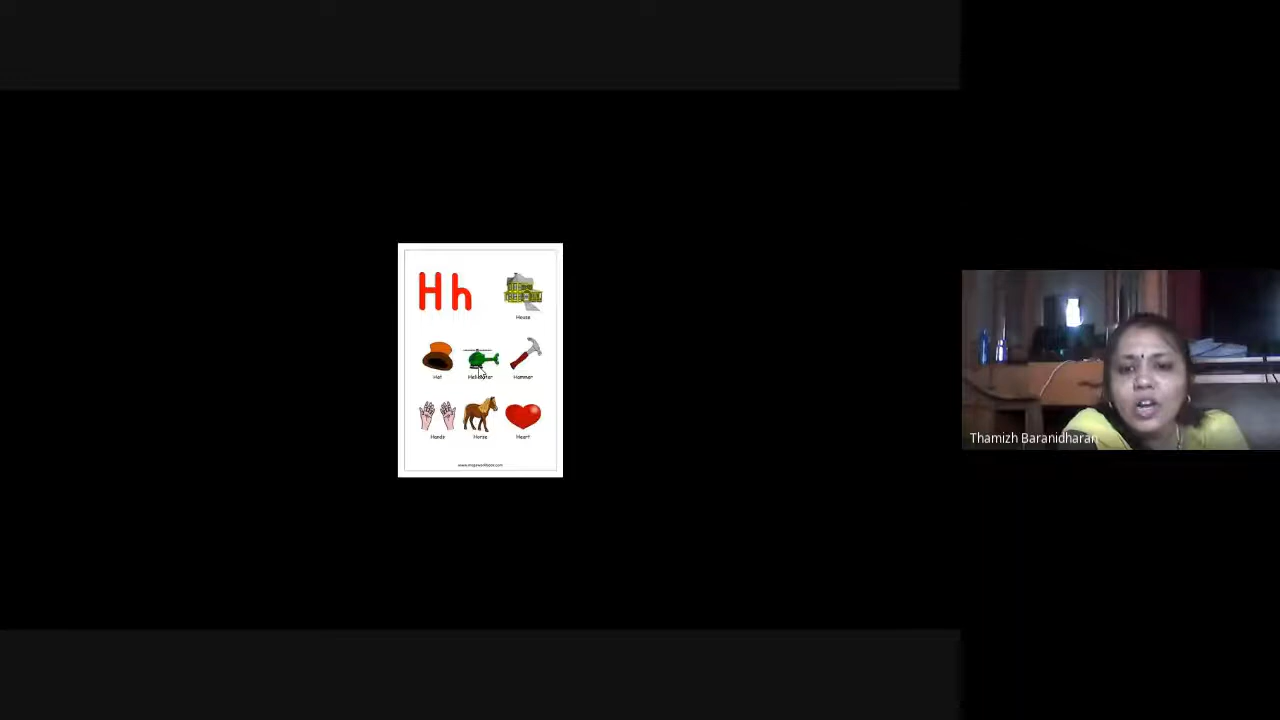 Hh
House
Hat Helicopter Hammer
Hands Horse Heart
Thamizh Baranidharan